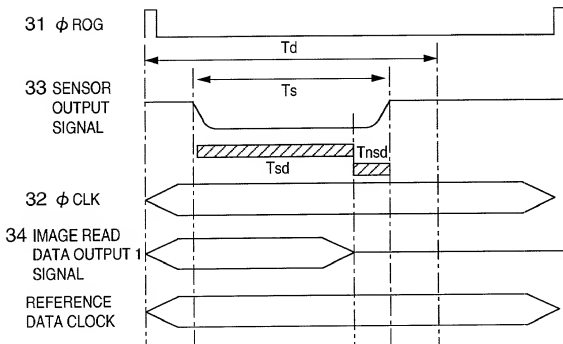 31 φ ROG
Td
33 SENSOR
OUTPUT
SIGNAL
Ts
Tsd
Tnsd
32 φ CLK
34 IMAGE READ
DATA OUTPUT 1
SIGNAL
REFERENCE
DATA CLOCK